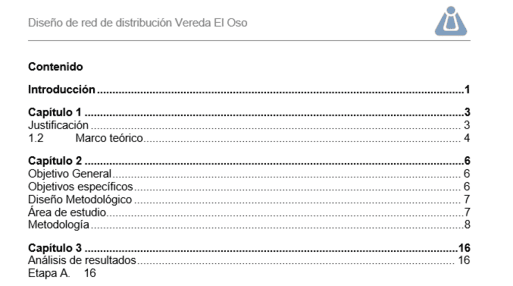 Diseño de red de distribución Vereda El Oso
Contenido
Introducción ........ 1
Capítulo 1 ........ 3
Justificación ........ 3
1.2 Marco teórico ........ 4
Capítulo 2 ........ 6
Objetivo General ........ 6
Objetivos específicos ........ 6
Diseño Metodológico ........ 7
Área de estudio ........ 7
Metodología ........ 8
Capítulo 3 ........ 16
Análisis de resultados ........ 16
Etapa A. 16